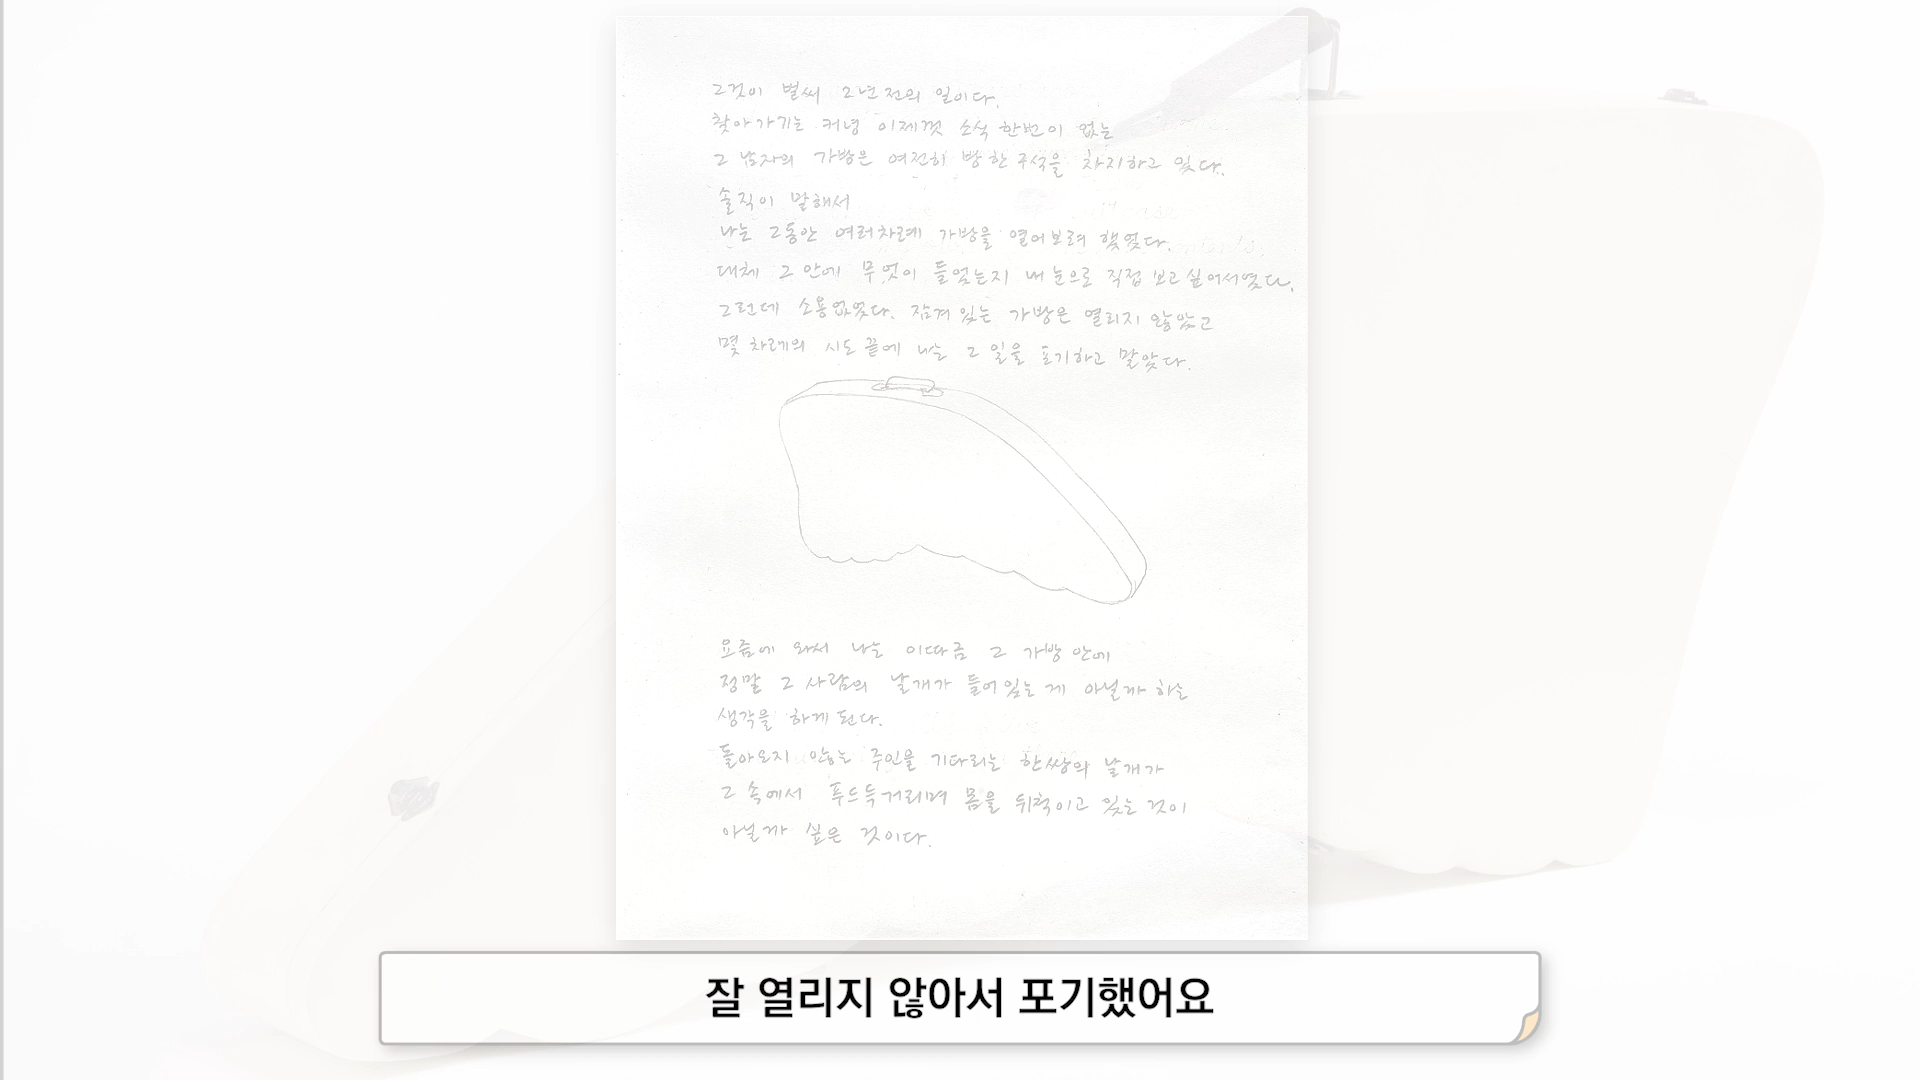 그것이 벌써 2년 전의 일이다.
찾아가기는 커녕 이제껏 소식 한번이 없는
그 남자의 가방은 여전히 방 한 구석을 차지하고 있다.
솔직이 말해서
나는 그동안 여러차례 가방을 열어보려 했었다.
대체 그 안에 무엇이 들었는지 내 눈으로 직접 보고 싶어서였다.
그런데 소용없었다. 잠겨 있는 가방은 열리지 않았고
몇 차례의 시도 끝에 나는 그 일을 포기하고 말았다.
요즘에 와서 나는 이따금 그 가방 안에
정말 그 사람의 날개가 들어있는 게 아닐까 하는
생각을 하게 된다.
돌아오지 않는 주인을 기다리는 한쌍의 날개가
그 속에서 푸드득거리며 몸을 뒤척이고 있는 것이
아닐까 싶은 것이다.
잘 열리지 않아서 포기했어요